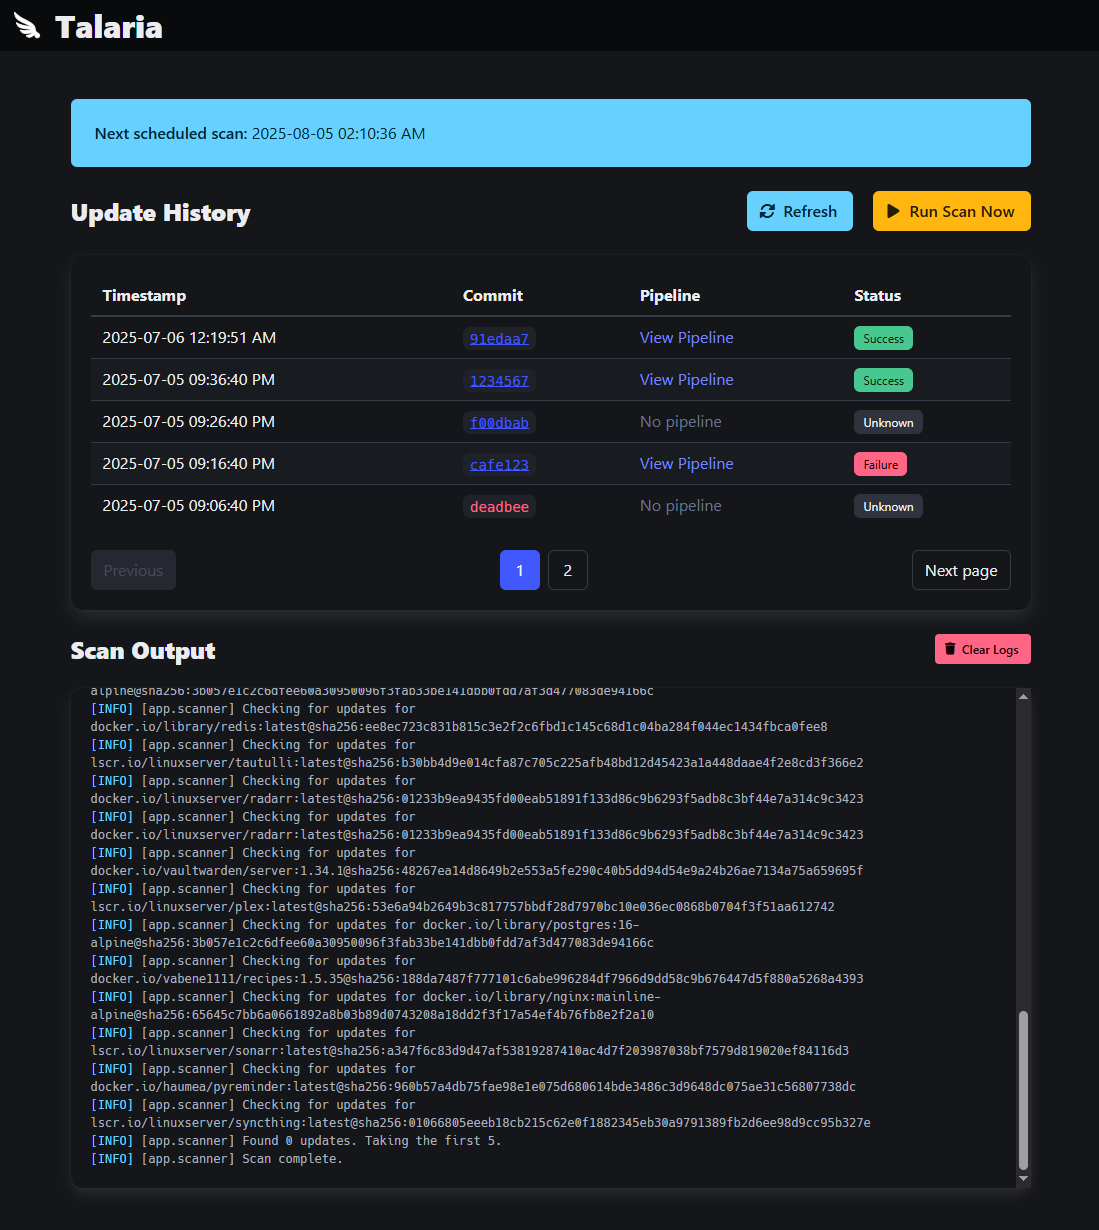 Talaria
Next scheduled scan: 2025-08-05 02:10:36 AM
Update History
Refresh
Run Scan Now
Timestamp Commit Pipeline Status
2025-07-06 12:19:51 AM 91edaa7 View Pipeline Success
2025-07-05 09:36:40 PM 1234567 View Pipeline Success
2025-07-05 09:26:40 PM f00dbab No pipeline Unknown
2025-07-05 09:16:40 PM cafe123 View Pipeline Failure
2025-07-05 09:06:40 PM deadbee No pipeline Unknown
Previous 1 2 Next page
Scan Output
Clear Logs
alpine@sha256:3b057e1c2c6dfee60a30950096f3fab33be141dbb0fdd7af3d477083de94166c
[INFO] [app.scanner] Checking for updates for
docker.io/library/redis:latest@sha256:ee8ec723c831b815c3e2f2c6fbd1c145c68d1c04ba284f044ec1434fbca0fee8
[INFO] [app.scanner] Checking for updates for
lscr.io/linuxserver/tautulli:latest@sha256:b30bb4d9e014cfa87c705c225afb48bd12d45423a1a448daae4f2e8cd3f366e2
[INFO] [app.scanner] Checking for updates for
docker.io/linuxserver/radarr:latest@sha256:01233b9ea9435fd00eab51891f133d86c9b6293f5adb8c3bf44e7a314c9c3423
[INFO] [app.scanner] Checking for updates for
docker.io/linuxserver/radarr:latest@sha256:01233b9ea9435fd00eab51891f133d86c9b6293f5adb8c3bf44e7a314c9c3423
[INFO] [app.scanner] Checking for updates for
docker.io/vaultwarden/server:1.34.1@sha256:48267ea14d8649b2e553a5fe290c40b5dd94d54e9a24b26ae7134a75a659695f
[INFO] [app.scanner] Checking for updates for
lscr.io/linuxserver/plex:latest@sha256:53e6a94b2649b3c817757bbdf28d7970bc10e036ec0868b0704f3f51aa612742
[INFO] [app.scanner] Checking for updates for docker.io/library/postgres:16-
alpine@sha256:3b057e1c2c6dfee60a30950096f3fab33be141dbb0fdd7af3d477083de94166c
[INFO] [app.scanner] Checking for updates for
docker.io/vabene1111/recipes:1.5.35@sha256:188da7487f777101c6abe996284df7966d9dd58c9b676447d5f880a5268a4393
[INFO] [app.scanner] Checking for updates for docker.io/library/nginx:mainline-
alpine@sha256:65645c7bb6a0661892a8b03b89d0743208a18dd2f3f17a54ef4b76fb8e2f2a10
[INFO] [app.scanner] Checking for updates for
lscr.io/linuxserver/sonarr:latest@sha256:a347f6c83d9d47af53819287410ac4d7f203987038bf7579d819020ef84116d3
[INFO] [app.scanner] Checking for updates for
docker.io/haumea/pyreminder:latest@sha256:960b57a4db75fae98e1e075d680614bde3486c3d9648dc075ae31c56807738dc
[INFO] [app.scanner] Checking for updates for
lscr.io/linuxserver/syncthing:latest@sha256:01066805eeeb18cb215c62e0f1882345eb30a9791389fb2d6ee98d9cc95b327e
[INFO] [app.scanner] Found 0 updates. Taking the first 5.
[INFO] [app.scanner] Scan complete.